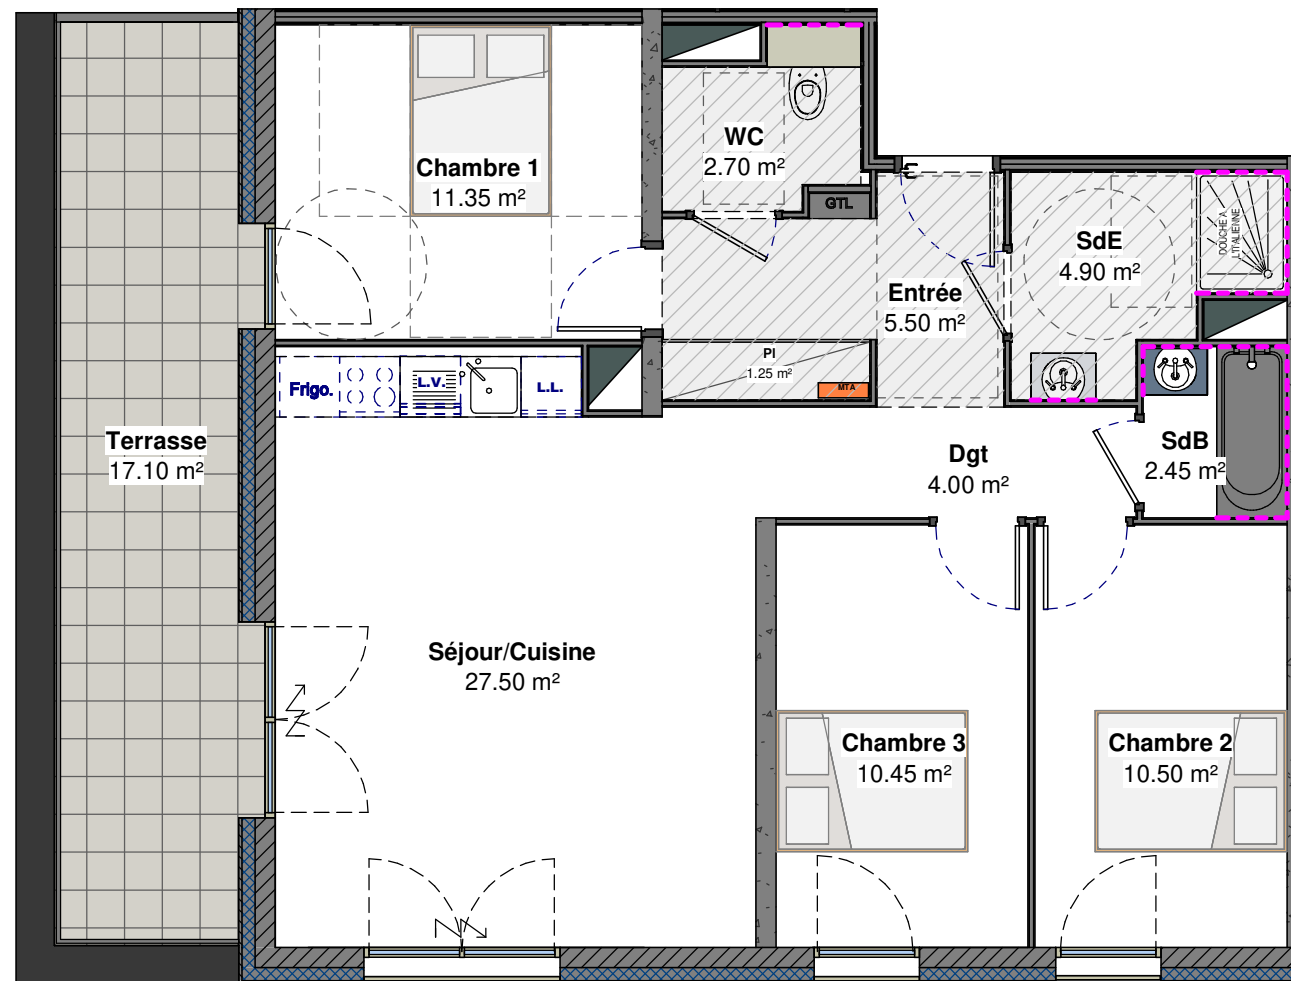 Chambre 1
11.35 m²
WC
2.70 m²
GTL
DOUCHE A
L'ITALIENNE
SdE
4.90 m²
Entrée
5.50 m²
Pl
1.25 m²
MTA
Frigo.
L.V.
L.L.
Terrasse
17.10 m²
Dgt
4.00 m²
SdB
2.45 m²
Séjour/Cuisine
27.50 m²
Chambre 3
10.45 m²
Chambre 2
10.50 m²